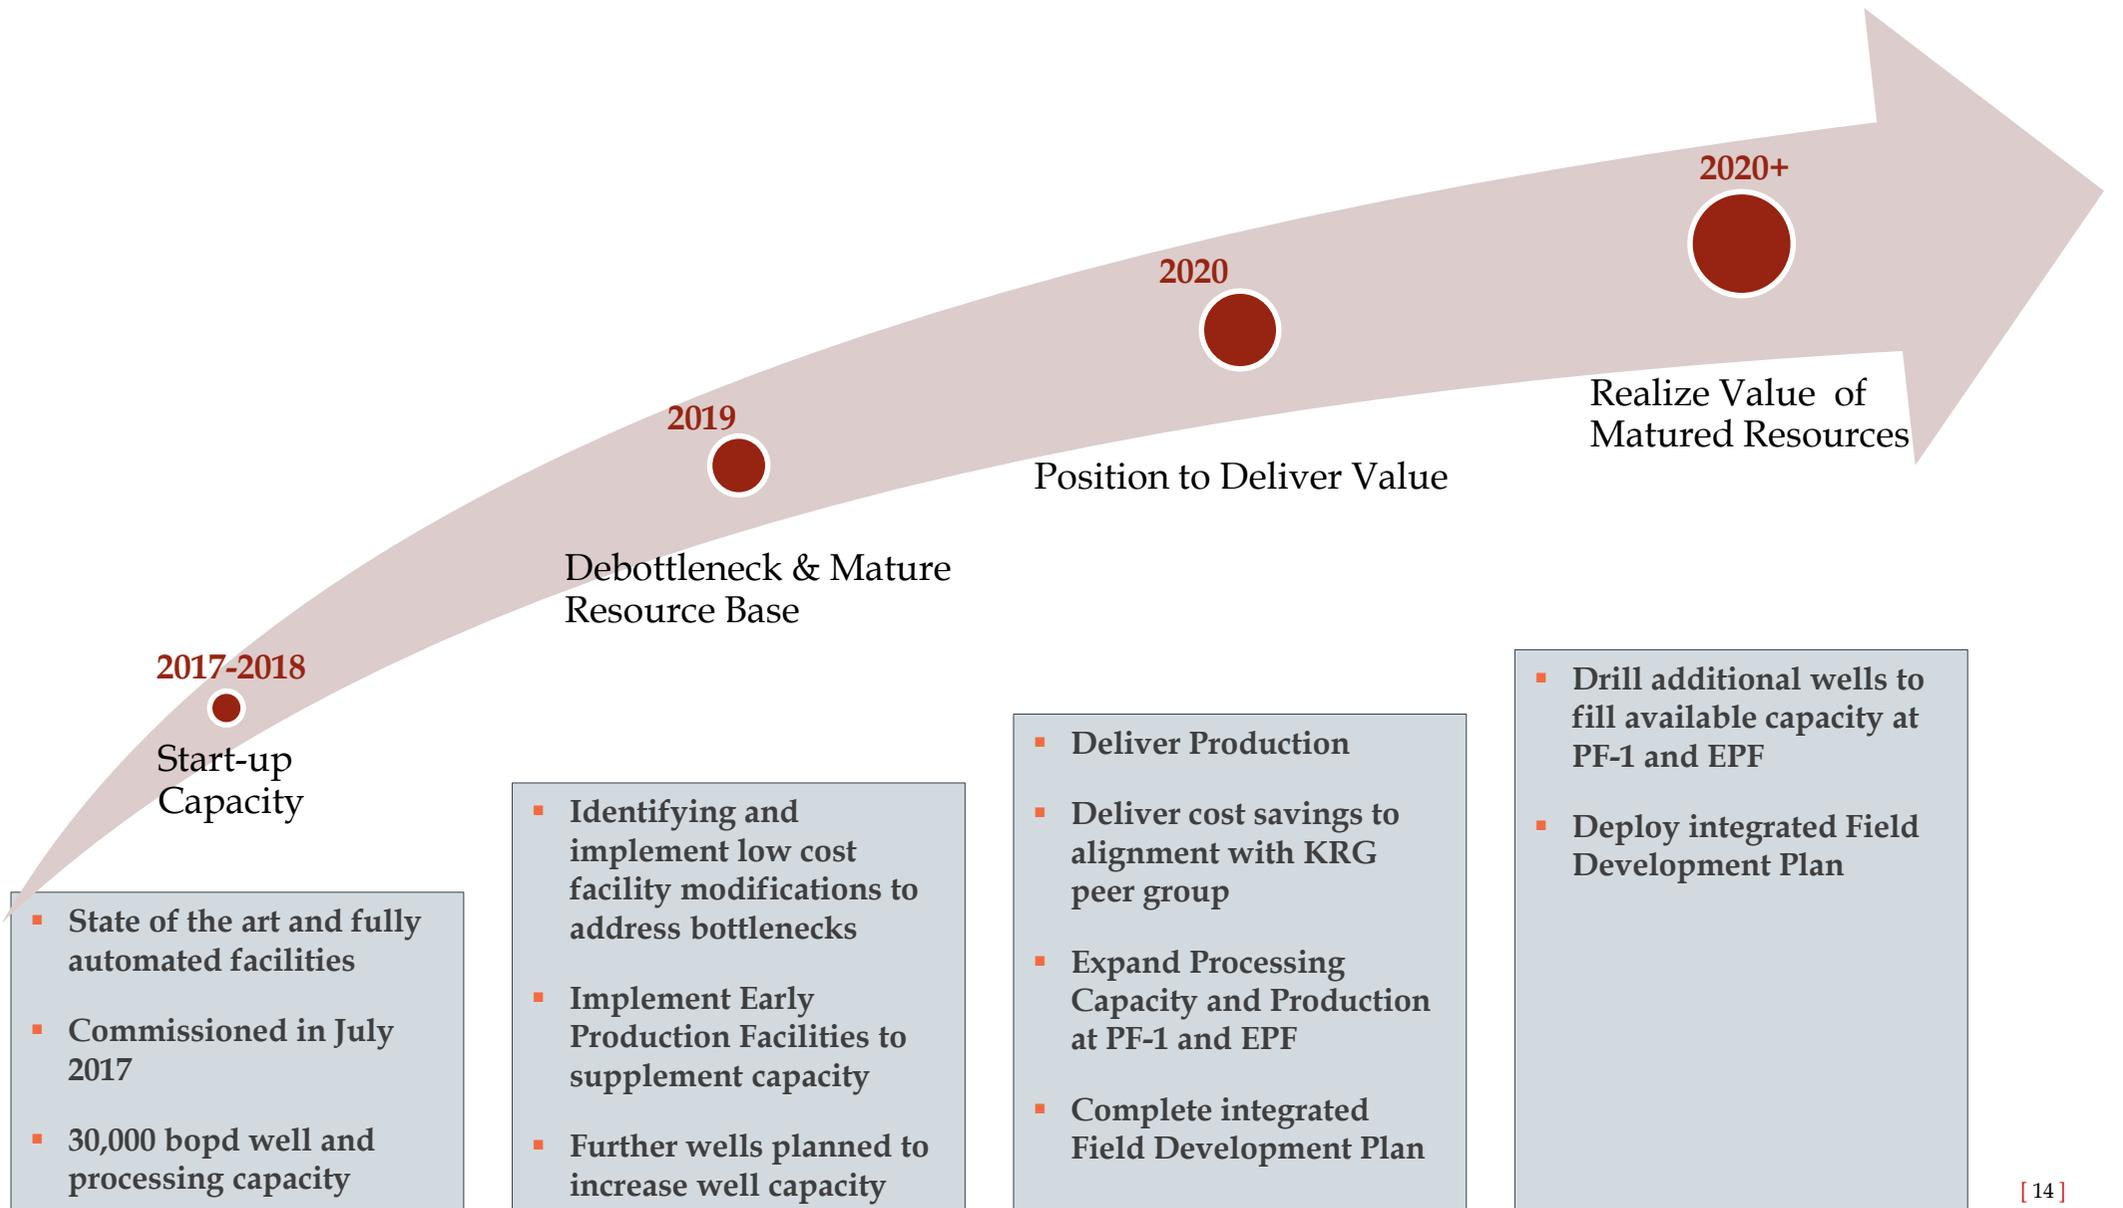 2020+
2020
Realize Value of
Matured Resources
2019
Position to Deliver Value
Debottleneck & Mature
Resource Base
2017-2018
Start-up
Capacity
▪ State of the art and fully
automated facilities
▪ Commissioned in July
2017
▪ 30,000 bopd well and
processing capacity
▪ Identifying and
implement low cost
facility modifications to
address bottlenecks
▪ Implement Early
Production Facilities to
supplement capacity
▪ Further wells planned to
increase well capacity
▪ Deliver Production
▪ Deliver cost savings to
alignment with KRG
peer group
▪ Expand Processing
Capacity and Production
at PF-1 and EPF
▪ Complete integrated
Field Development Plan
▪ Drill additional wells to
fill available capacity at
PF-1 and EPF
▪ Deploy integrated Field
Development Plan
[ 14 ]